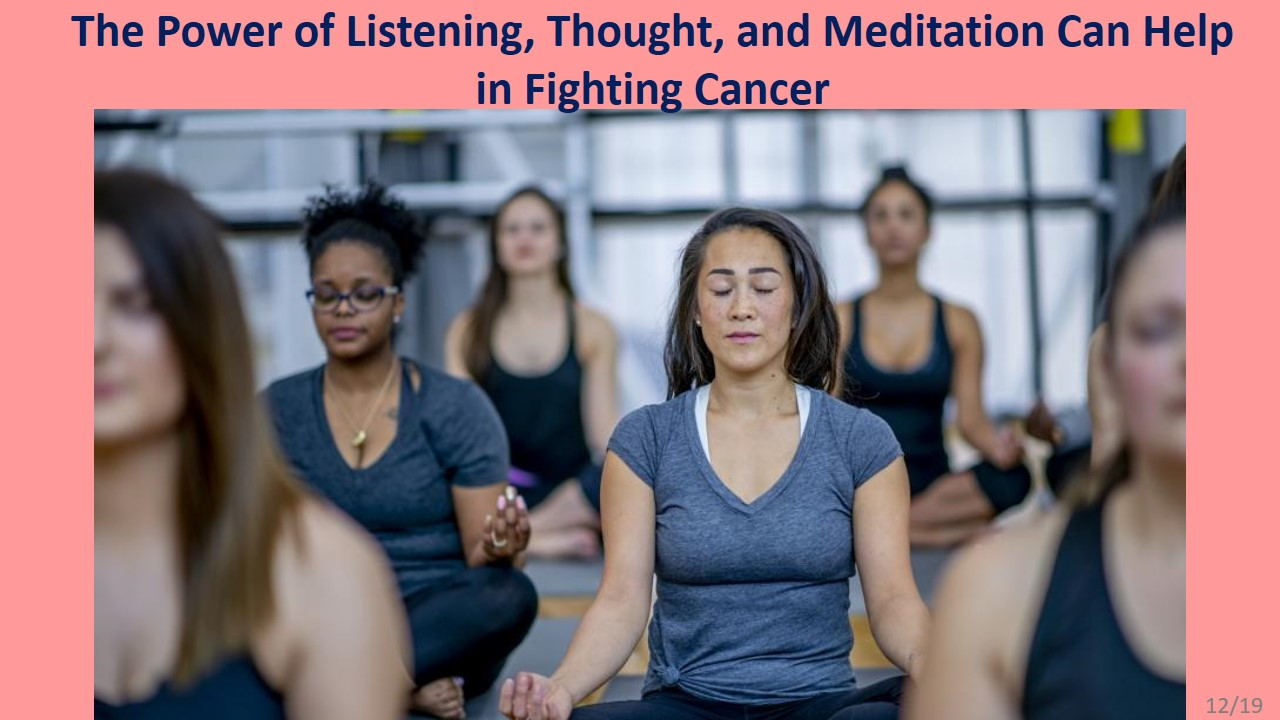 The Power of Listening, Thought, and Meditation Can Help
in Fighting Cancer
12/19